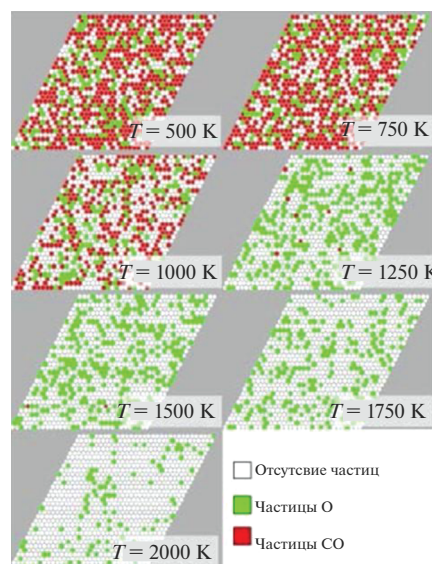 T = 500 K
T = 750 K
T = 1000 K
T = 1250 K
T = 1500 K
T = 1750 K
T = 2000 K
Отсутсвие частиц
Частицы O
Частицы CO